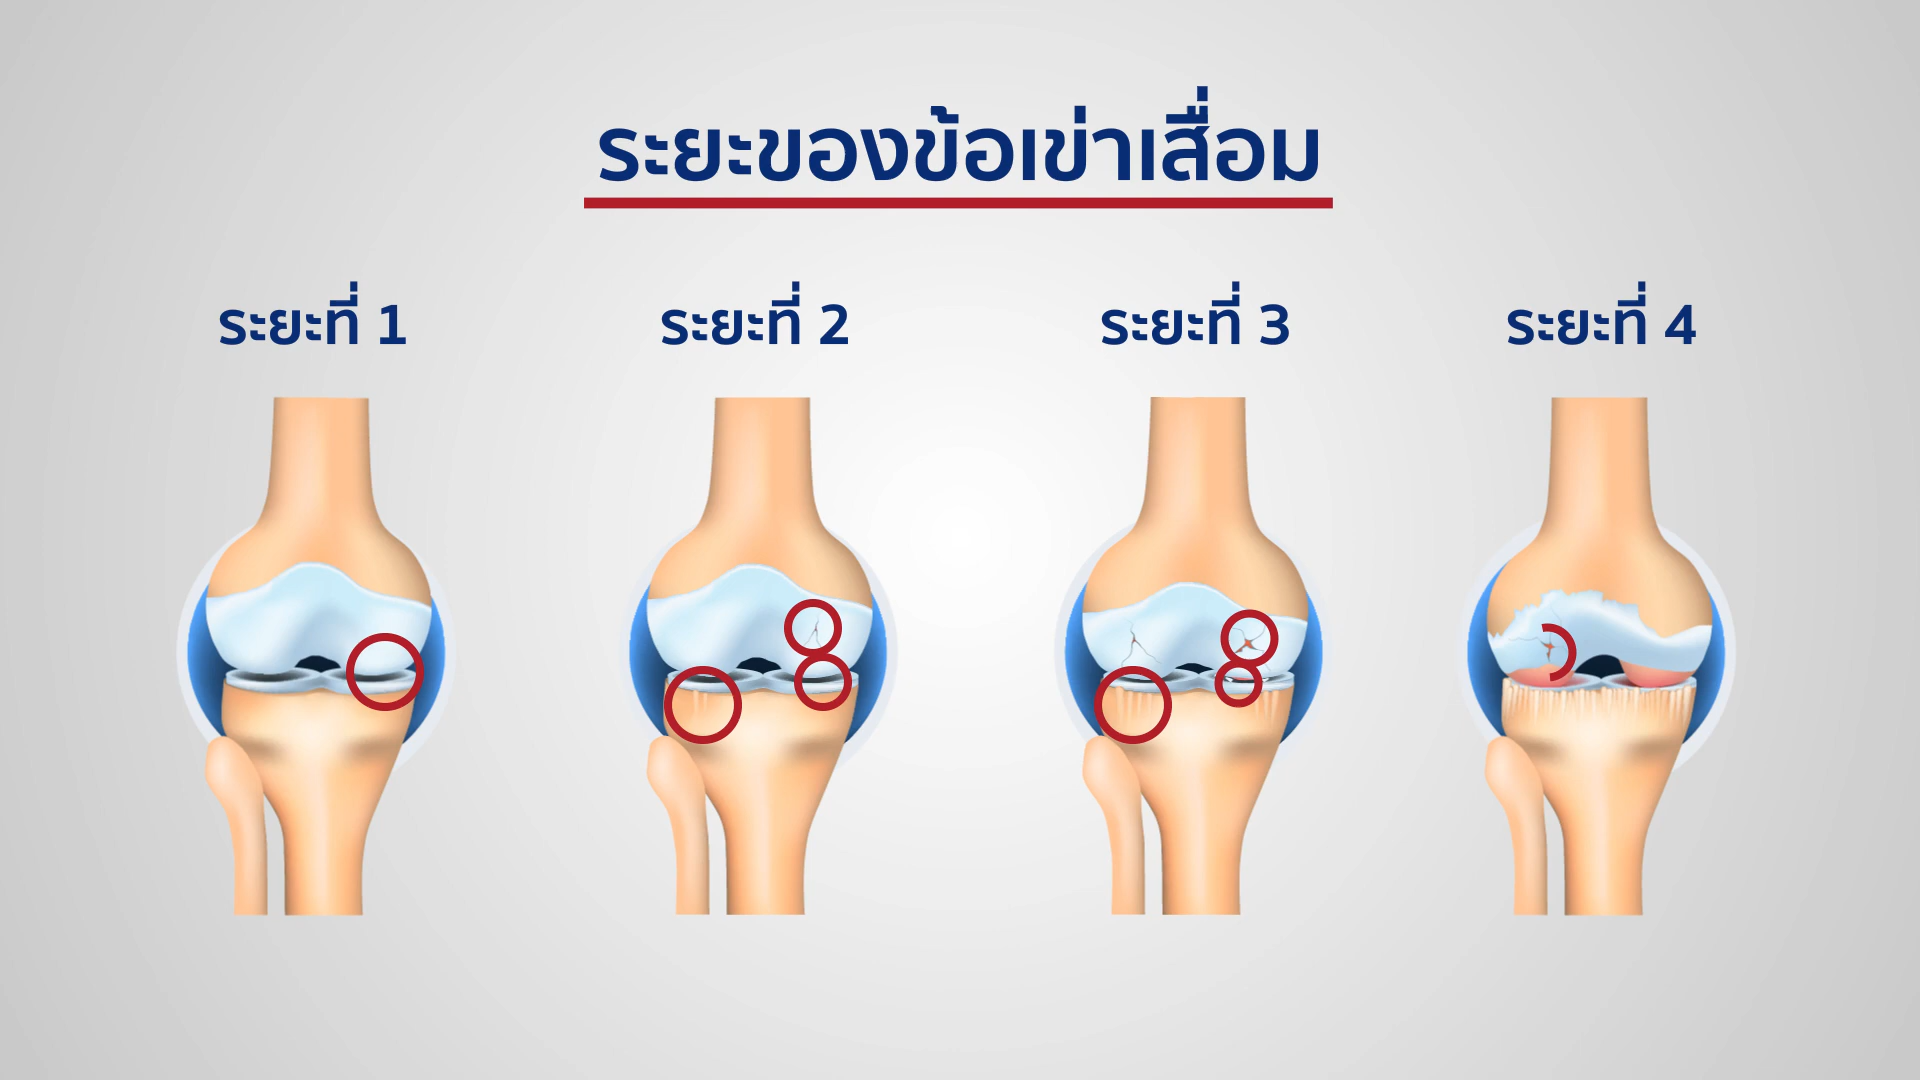 ระยะของข้อเข่าเสื่อม
ระยะที่ 1
ระยะที่ 2
ระยะที่ 3
ระยะที่ 4